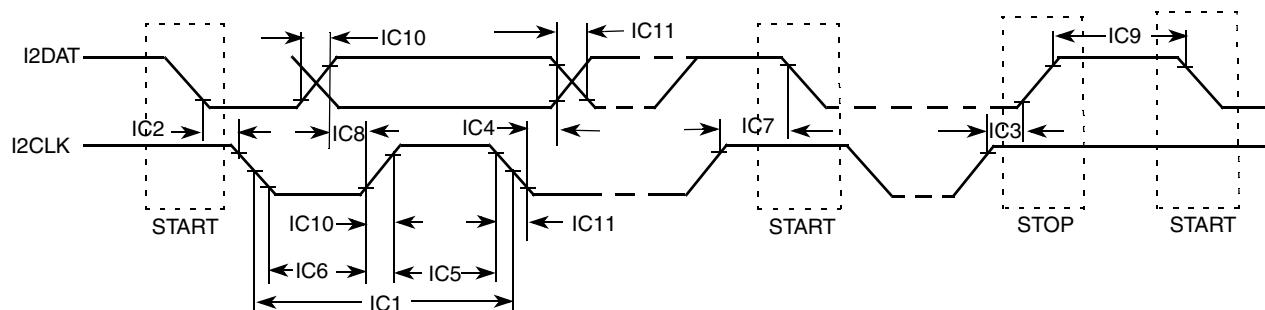 IC10
IC11
IC9
I2DAT
IC2
IC8
IC4
IC7
IC3
I2CLK
START
IC10
IC11
START
STOP
START
IC6
IC5
IC1